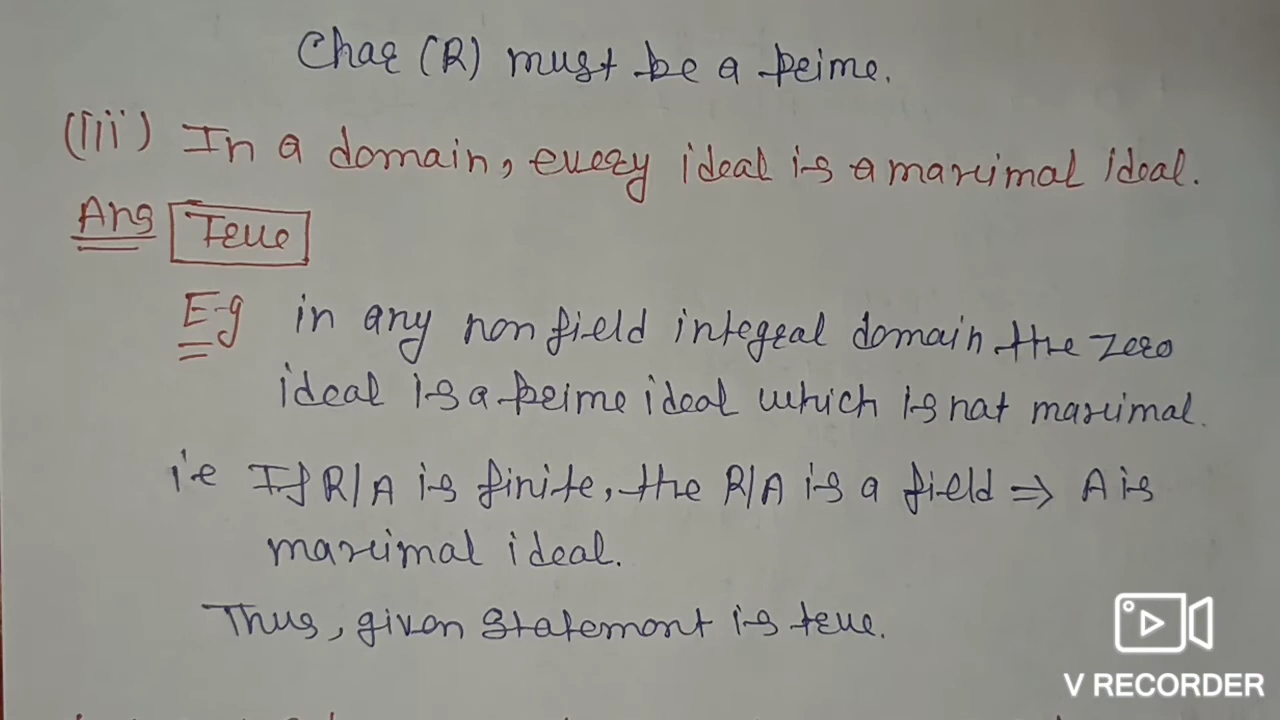 Char (R) must be a prime.
(iii) In a domain, every ideal is a maximal ideal.
Ans True
E-g in any non field integral domain the zero
ideal is a prime ideal which is not maximal.
i'e If R/A is finite, the R/A is a field ⇒ A is
maximal ideal.
Thus, given statement is true.
V RECORDER